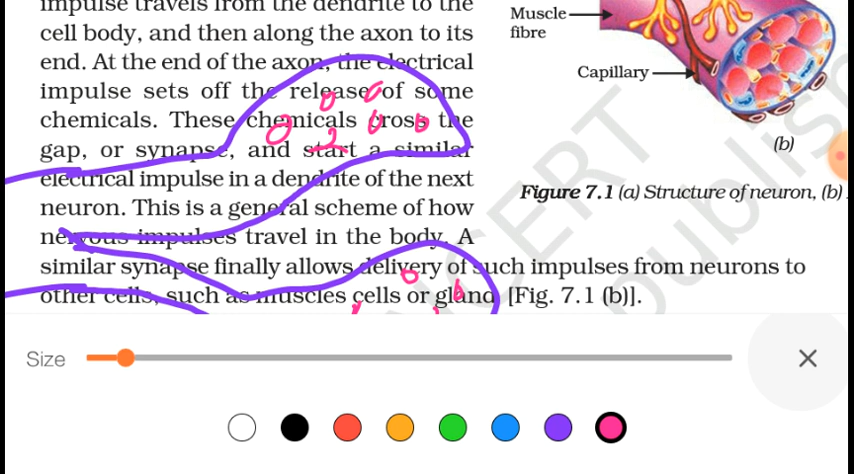 impulse travels from the dendrite to the
cell body, and then along the axon to its
end. At the end of the axon, the electrical
impulse sets off the release of some
chemicals. These chemicals cross the
gap, or synapse, and start a similar
electrical impulse in a dendrite of the next
neuron. This is a general scheme of how
nervous impulses travel in the body. A
similar synapse finally allows delivery of such impulses from neurons to
other cells, such as muscles cells or gland [Fig. 7.1 (b)].
Muscle
fibre
Capillary
(b)
Figure 7.1 (a) Structure of neuron, (b)
NCERT
Size